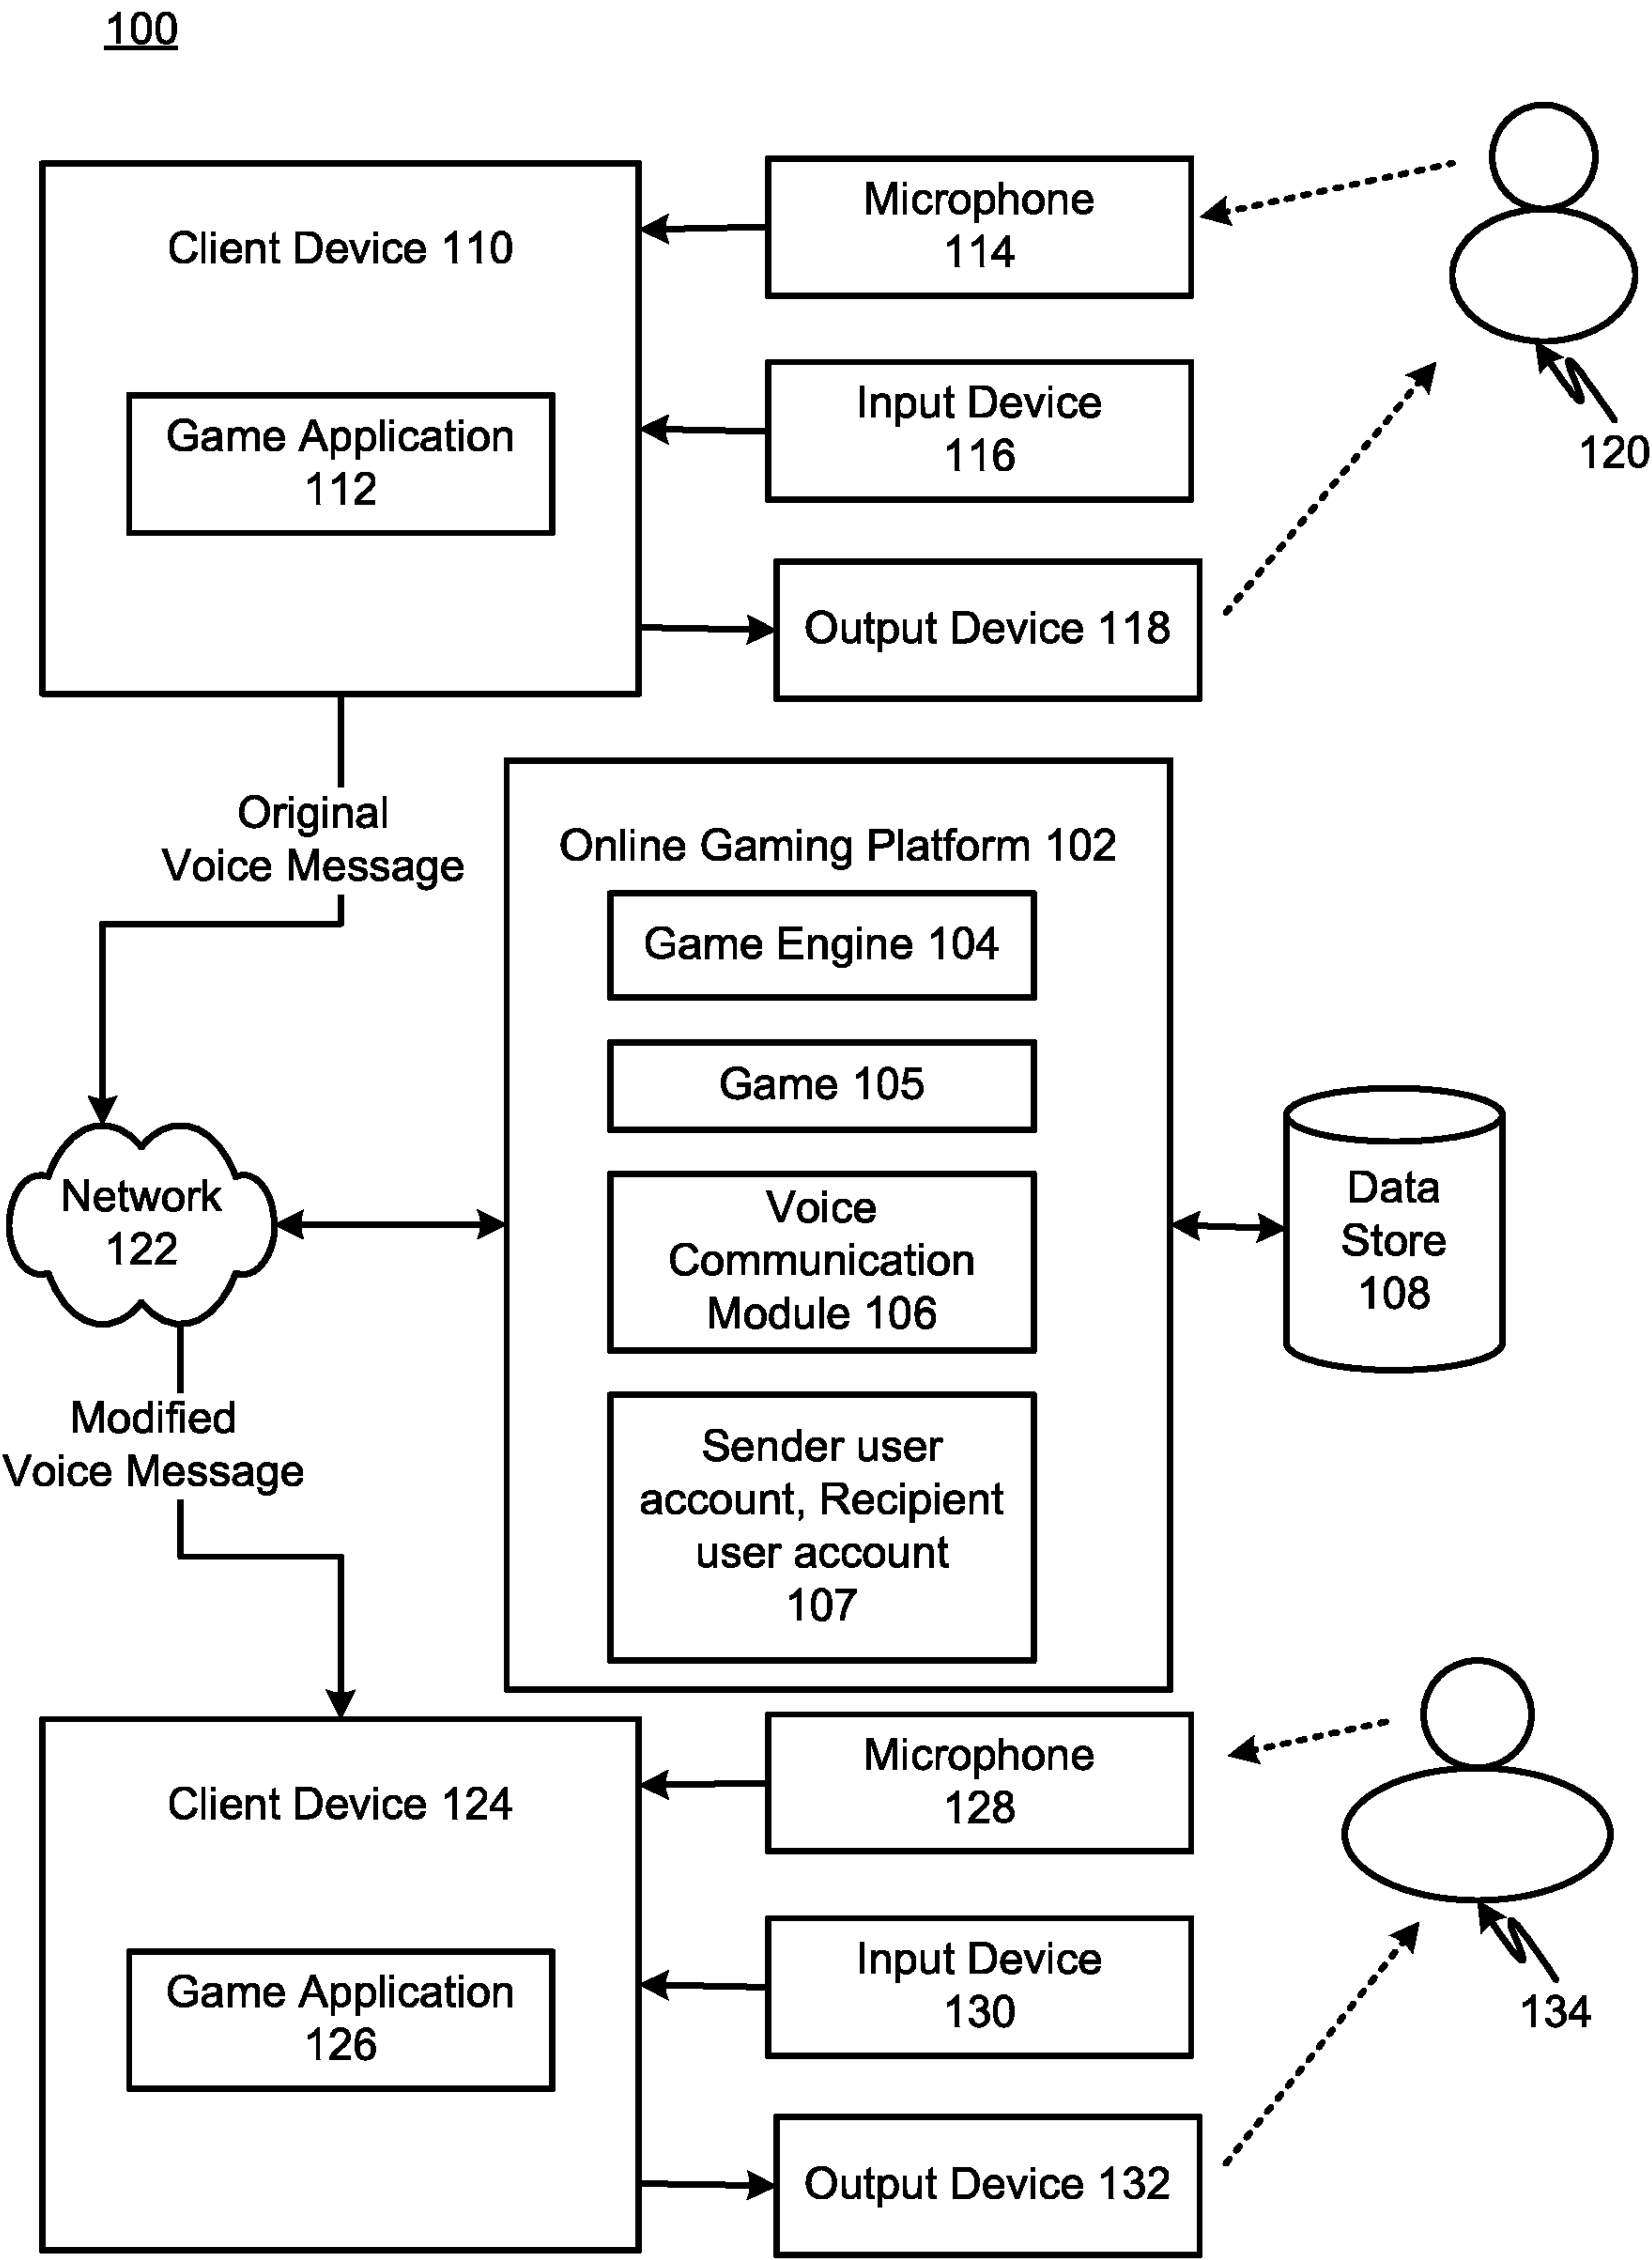 100
Client Device 110
Game Application
112
Microphone
114
Input Device
116
Output Device 118
120
Original
Voice Message
Online Gaming Platform 102
Game Engine 104
Game 105
Voice
Communication
Module 106
Sender user
account, Recipient
user account
107
Network
122
Data
Store
108
Modified
Voice Message
Client Device 124
Game Application
126
Microphone
128
Input Device
130
Output Device 132
134